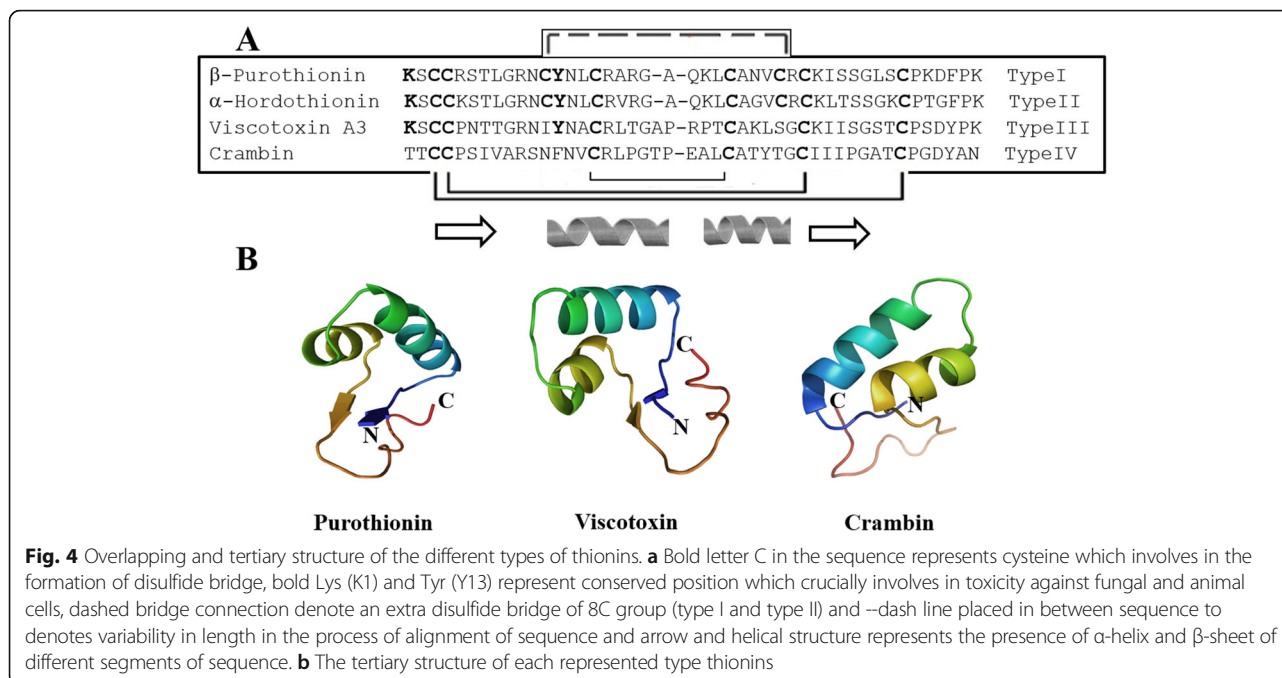 A
β-Purothionin KSCCRSTLGRNCYNLCRARG-A-QKLCANVCRCKISSGLSCPKDFPK TypeI
α-Hordothionin KSCCKSTLGRNCYNLCRVRG-A-QKLCAGVCRCKLTSSGKCPTGFPK TypeII
Viscotoxin A3 KSCCPNTTGRNIYNACRLTGAP-RPTCAKLSGCKIISGSTCPSDYPK TypeIII
Crambin TTCCPSIVARSNFNVCRLPGTP-EALCATYTGCIIIPGATCPGDYAN TypeIV
B
C
N
C
N
C
N
Purothionin Viscotoxin Crambin
Fig. 4 Overlapping and tertiary structure of the different types of thionins. a Bold letter C in the sequence represents cysteine which involves in the
formation of disulfide bridge, bold Lys (K1) and Tyr (Y13) represent conserved position which crucially involves in toxicity against fungal and animal
cells, dashed bridge connection denote an extra disulfide bridge of 8C group (type I and type II) and --dash line placed in between sequence to
denotes variability in length in the process of alignment of sequence and arrow and helical structure represents the presence of α-helix and β-sheet of
different segments of sequence. b The tertiary structure of each represented type thionins